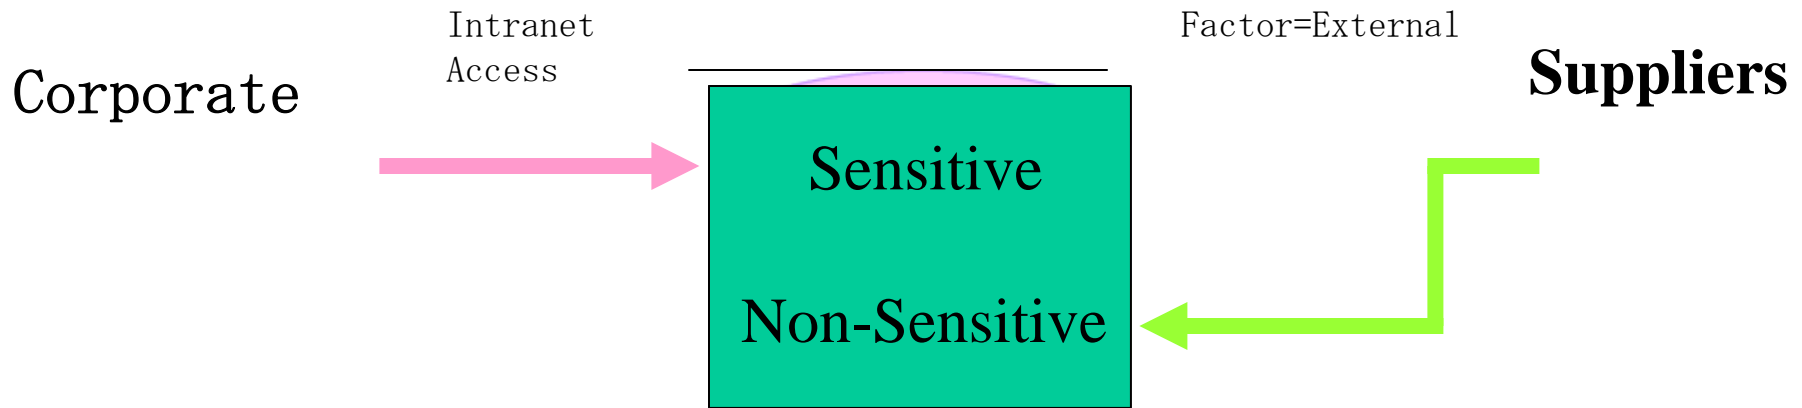 Corporate
Intranet
Access
Factor=External
Suppliers
Sensitive
Non-Sensitive